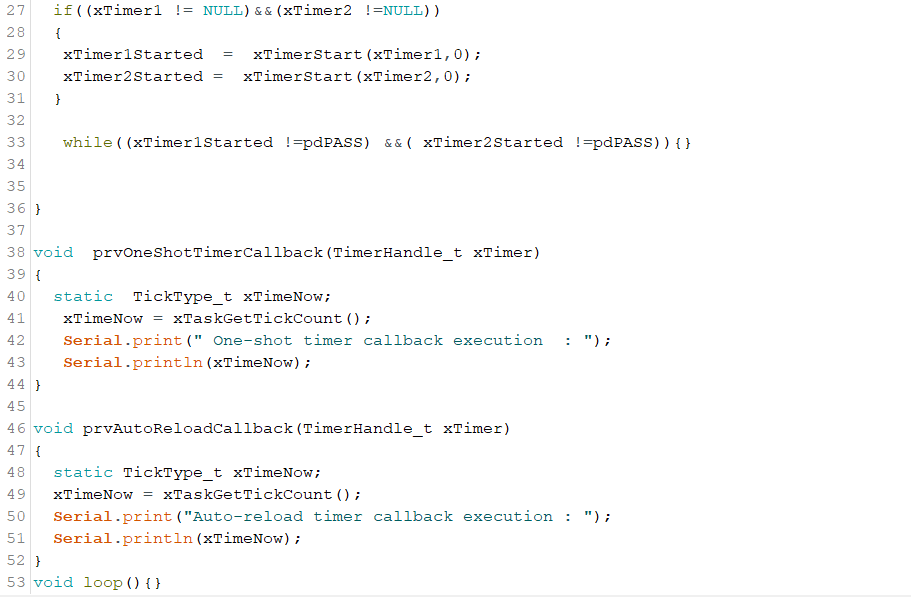 27 if((xTimer1 != NULL)&&(xTimer2 !=NULL))
28 {
29 xTimer1Started = xTimerStart(xTimer1,0);
30 xTimer2Started = xTimerStart(xTimer2,0);
31 }
32
33 while((xTimer1Started !=pdPASS) &&( xTimer2Started !=pdPASS)){}
34
35
36 }
37
38 void prvOneShotTimerCallback(TimerHandle_t xTimer)
39 {
40 static TickType_t xTimeNow;
41 xTimeNow = xTaskGetTickCount();
42 Serial.print(" One-shot timer callback execution : ");
43 Serial.println(xTimeNow);
44 }
45
46 void prvAutoReloadCallback(TimerHandle_t xTimer)
47 {
48 static TickType_t xTimeNow;
49 xTimeNow = xTaskGetTickCount();
50 Serial.print("Auto-reload timer callback execution : ");
51 Serial.println(xTimeNow);
52 }
53 void loop(){}